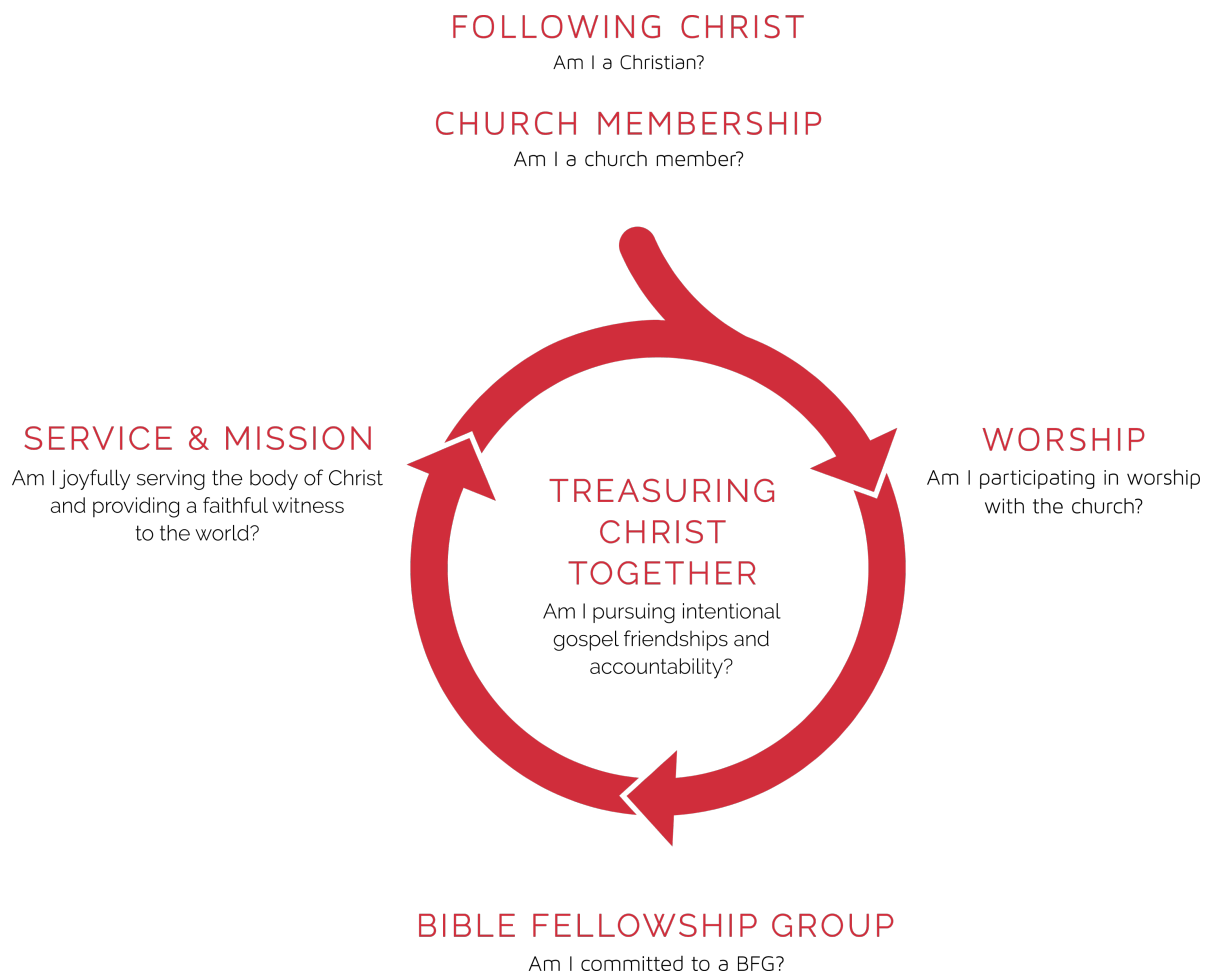 FOLLOWING CHRIST
Am I a Christian?
CHURCH MEMBERSHIP
Am I a church member?
SERVICE & MISSION
Am I joyfully serving the body of Christ
and providing a faithful witness
to the world?
WORSHIP
Am I participating in worship
with the church?
TREASURING
CHRIST
TOGETHER
Am I pursuing intentional
gospel friendships and
accountability?
BIBLE FELLOWSHIP GROUP
Am I committed to a BFG?